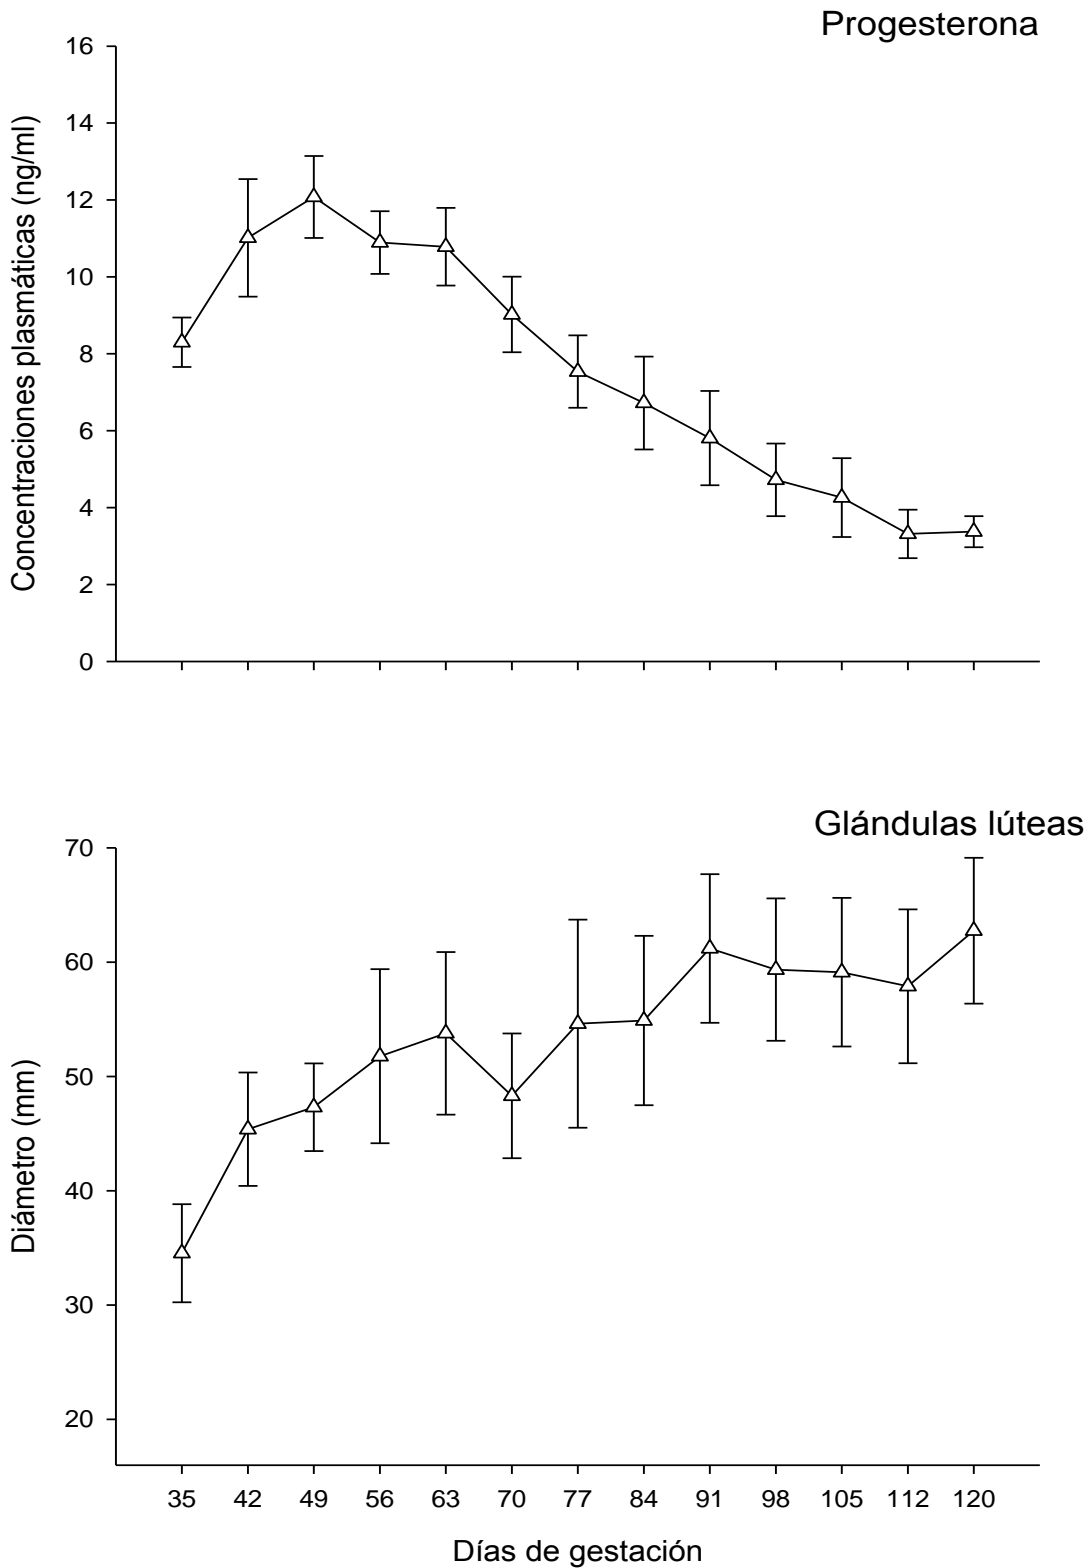 Progesterona
Concentraciones plasmáticas (ng/ml)
16
14
12
10
8
6
4
2
0
Glándulas lúteas
Diámetro (mm)
70
60
50
40
30
20
35 42 49 56 63 70 77 84 91 98 105 112 120
Días de gestación